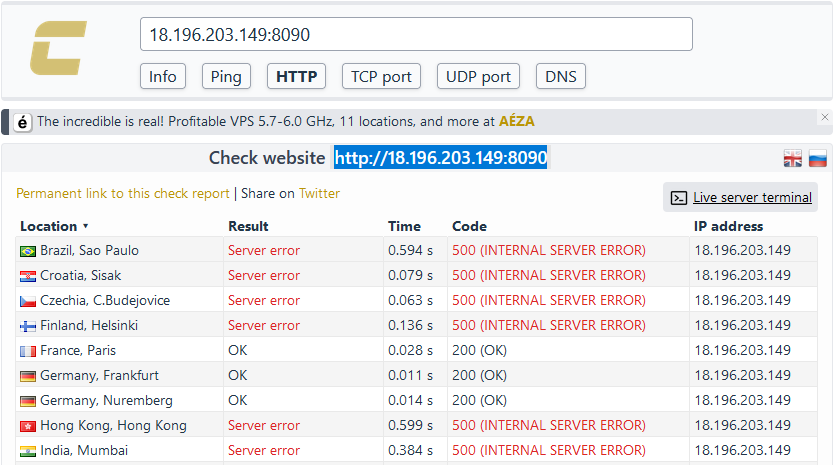 18.196.203.149:8090
Info Ping HTTP TCP port UDP port DNS
é The incredible is real! Profitable VPS 5.7-6.0 GHz, 11 locations, and more at AÉZA ×
Check website http://18.196.203.149:8090
Permanent link to this check report | Share on Twitter Live server terminal
Location ▾ Result Time Code IP address
Brazil, Sao Paulo Server error 0.594 s 500 (INTERNAL SERVER ERROR) 18.196.203.149
Croatia, Sisak Server error 0.079 s 500 (INTERNAL SERVER ERROR) 18.196.203.149
Czechia, C.Budejovice Server error 0.063 s 500 (INTERNAL SERVER ERROR) 18.196.203.149
Finland, Helsinki Server error 0.136 s 500 (INTERNAL SERVER ERROR) 18.196.203.149
France, Paris OK 0.028 s 200 (OK) 18.196.203.149
Germany, Frankfurt OK 0.011 s 200 (OK) 18.196.203.149
Germany, Nuremberg OK 0.014 s 200 (OK) 18.196.203.149
Hong Kong, Hong Kong Server error 0.599 s 500 (INTERNAL SERVER ERROR) 18.196.203.149
India, Mumbai Server error 0.384 s 500 (INTERNAL SERVER ERROR) 18.196.203.149